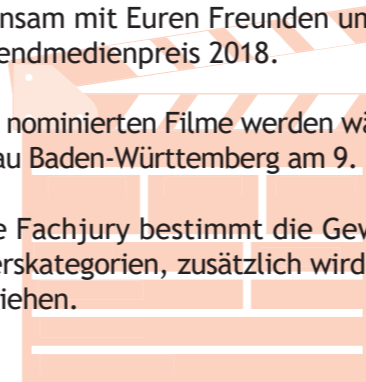 nsam mit Euren Freunden un
endmedienpreis 2018.
nominierten Filme werden wä
au Baden-Württemberg am 9.
e Fachjury bestimmt die Gew
erskategorien, zusätzlich wird
iehen.